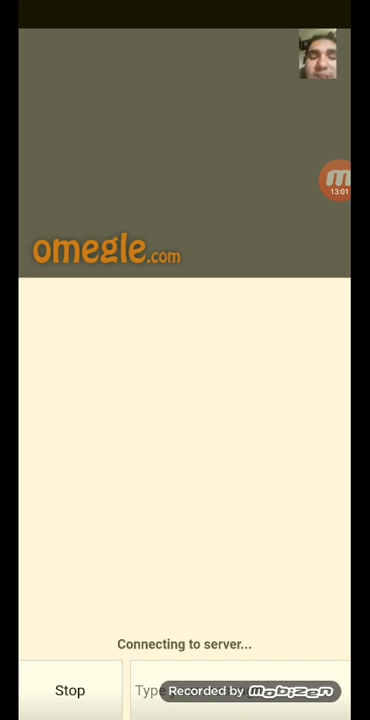 13:01
omegle.com
Connecting to server...
Stop
Type
Recorded by mobizen